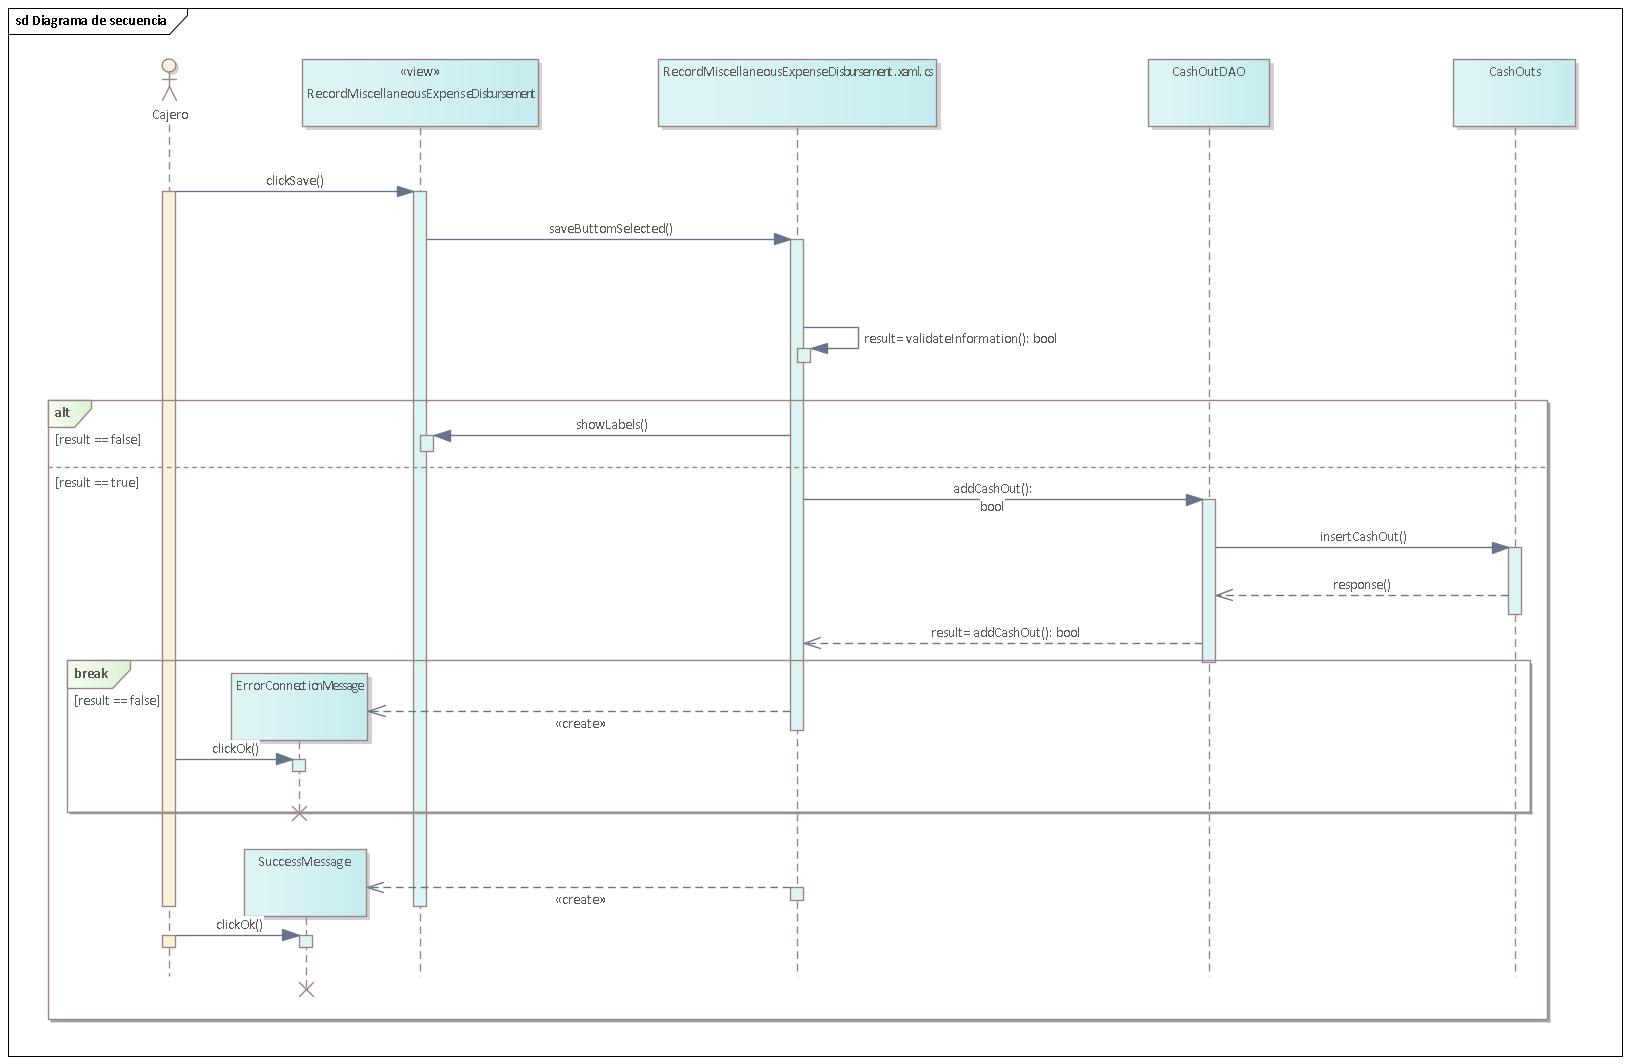 sd Diagrama de secuencia
Cajero
«view»
RecordMiscellaneousExpenseDisbursement
RecordMiscellaneousExpenseDisbursement.xaml.cs
CashOutDAO
CashOuts
clickSave()
saveButtomSelected()
result= validateInformation(): bool
alt
[result == false]
showLabels()
[result == true]
addCashOut():
bool
insertCashOut()
response()
result= addCashOut(): bool
break
[result == false]
ErrorConnectionMessage
«create»
clickOk()
SuccessMessage
«create»
clickOk()